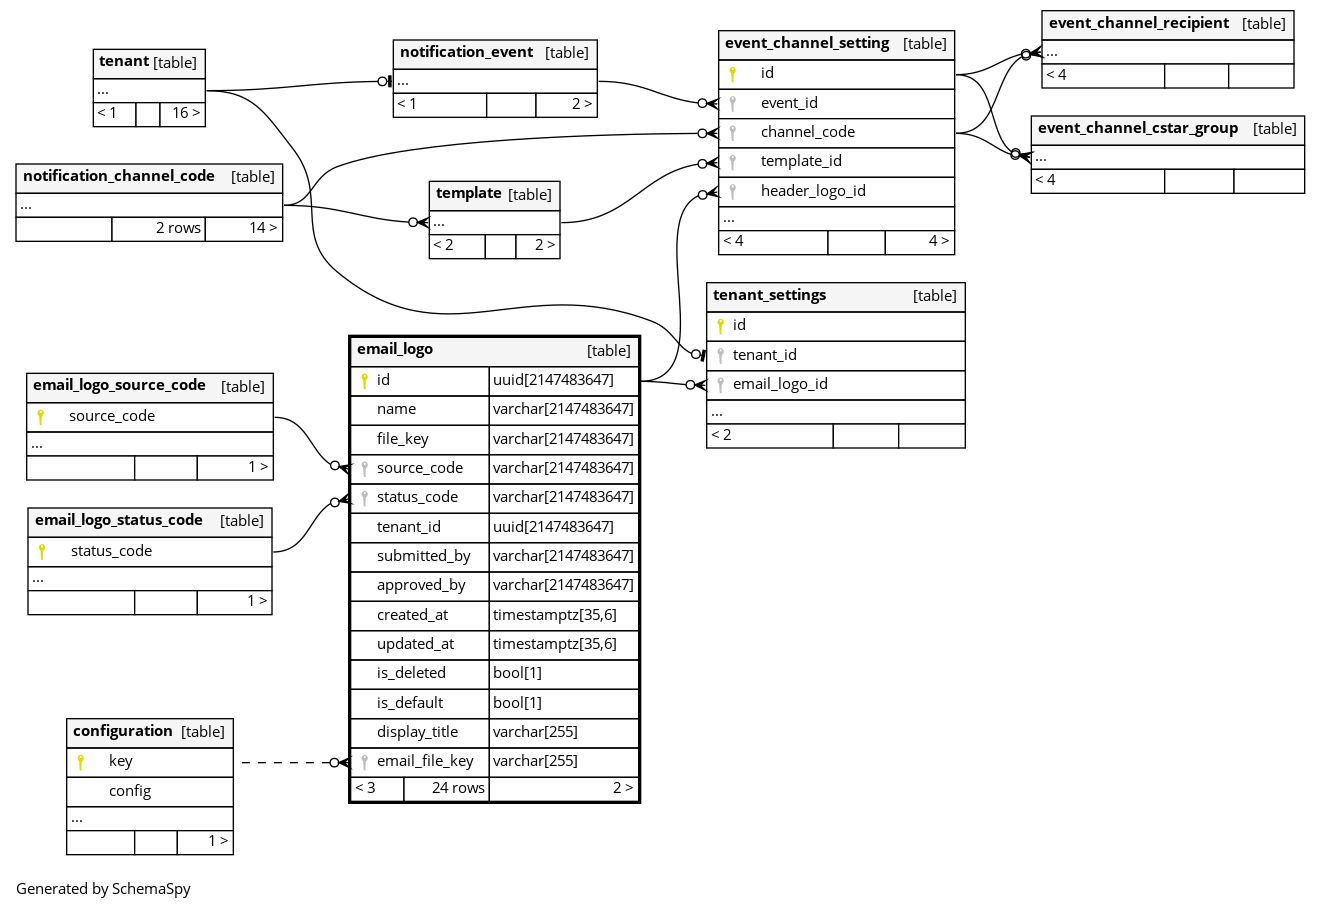 tenant [table]
...
< 1 16 >
notification_event [table]
...
< 1 2 >
event_channel_setting [table]
id
event_id
channel_code
template_id
header_logo_id
...
< 4 4 >
event_channel_recipient [table]
...
< 4
event_channel_cstar_group [table]
...
< 4
notification_channel_code [table]
...
2 rows 14 >
template [table]
...
< 2 2 >
tenant_settings [table]
id
tenant_id
email_logo_id
...
< 2
email_logo [table]
id uuid[2147483647]
name varchar[2147483647]
file_key varchar[2147483647]
source_code varchar[2147483647]
status_code varchar[2147483647]
tenant_id uuid[2147483647]
submitted_by varchar[2147483647]
approved_by varchar[2147483647]
created_at timestamptz[35,6]
updated_at timestamptz[35,6]
is_deleted bool[1]
is_default bool[1]
display_title varchar[255]
email_file_key varchar[255]
< 3 24 rows 2 >
email_logo_source_code [table]
source_code
...
1 >
email_logo_status_code [table]
status_code
...
1 >
configuration [table]
key
config
...
1 >
Generated by SchemaSpy